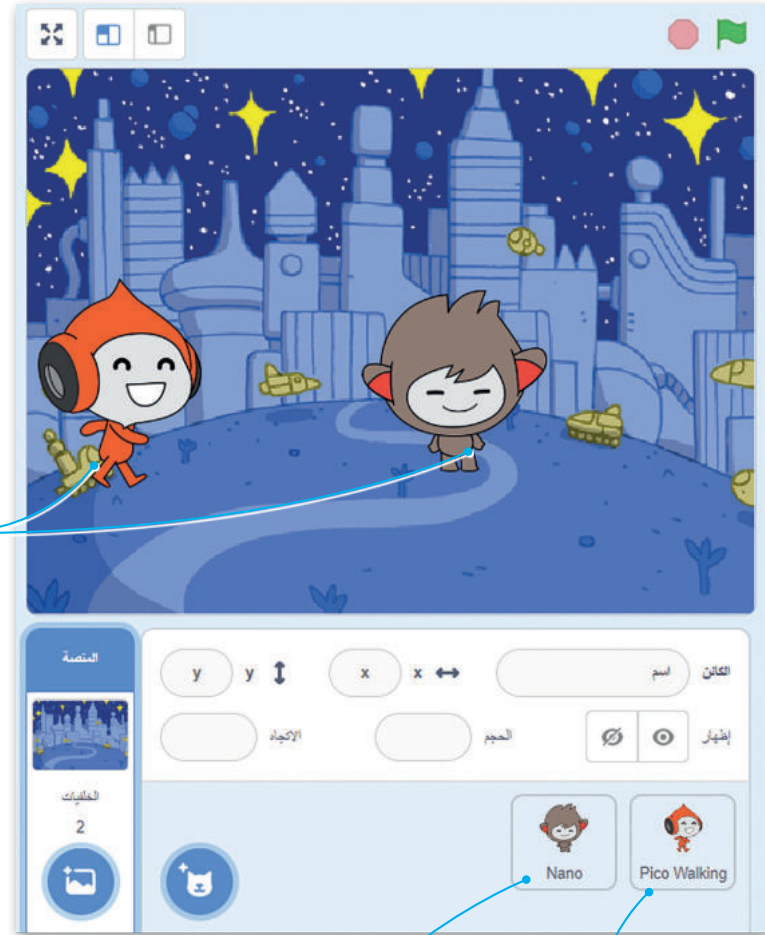 المنصة
الكائن اسم x x y y
إظهار الحجم الاتجاه
الخلفيات
2
Pico Walking
Nano